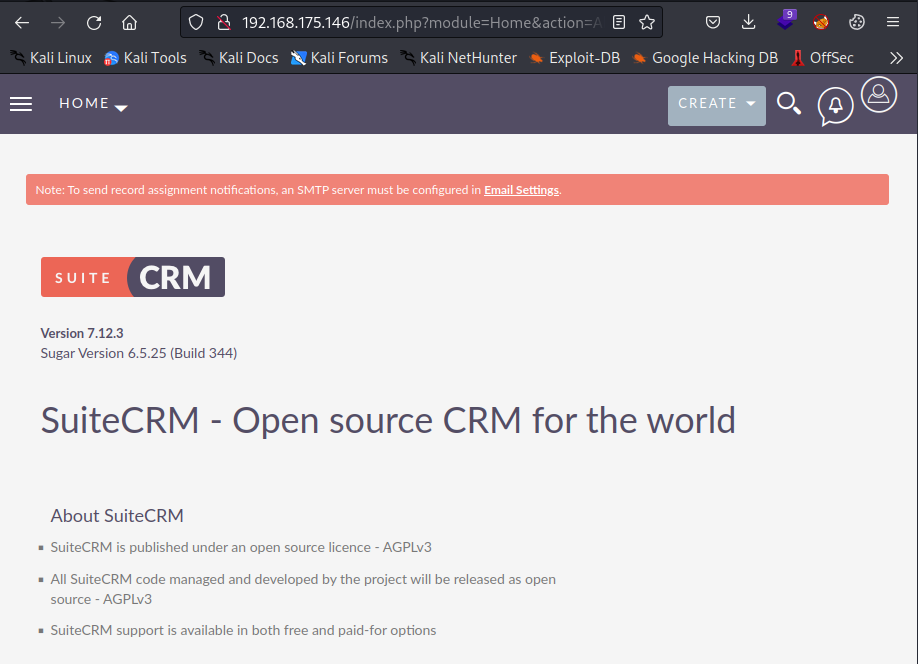 192.168.175.146/index.php?module=Home&action=A
9
Kali Linux Kali Tools Kali Docs Kali Forums Kali NetHunter Exploit-DB Google Hacking DB OffSec
HOME CREATE
Note: To send record assignment notifications, an SMTP server must be configured in Email Settings.
SUITE CRM
Version 7.12.3
Sugar Version 6.5.25 (Build 344)
SuiteCRM - Open source CRM for the world
About SuiteCRM
SuiteCRM is published under an open source licence - AGPLv3
All SuiteCRM code managed and developed by the project will be released as open
source - AGPLv3
SuiteCRM support is available in both free and paid-for options